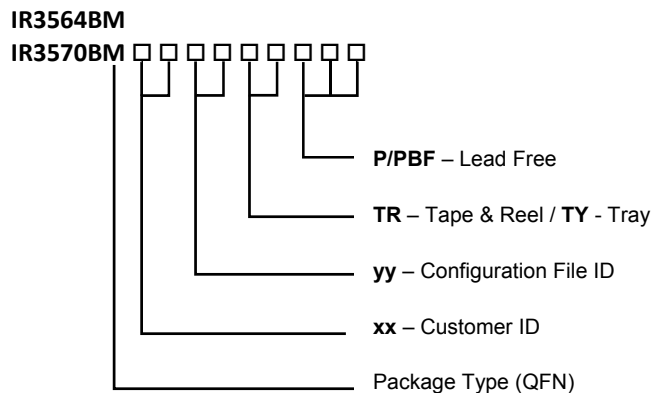 IR3564BM
IR3570BM □ □ □ □ □ □ □ □ □
P/PBF – Lead Free
TR – Tape & Reel / TY - Tray
yy – Configuration File ID
xx – Customer ID
Package Type (QFN)